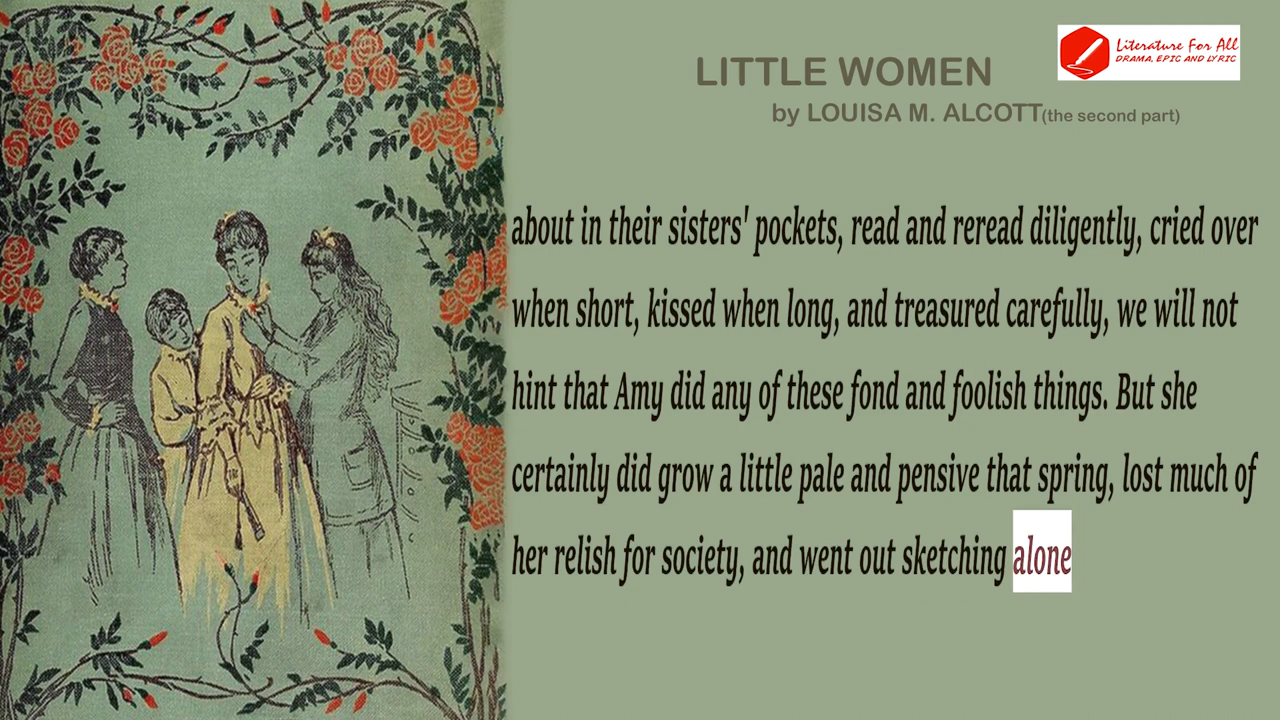 LITTLE WOMEN
by LOUISA M. ALCOTT(the second part)
Literature For All
DRAMA, EPIC AND LYRIC
about in their sisters' pockets, read and reread diligently, cried over
when short, kissed when long, and treasured carefully, we will not
hint that Amy did any of these fond and foolish things. But she
certainly did grow a little pale and pensive that spring, lost much of
her relish for society, and went out sketching alone